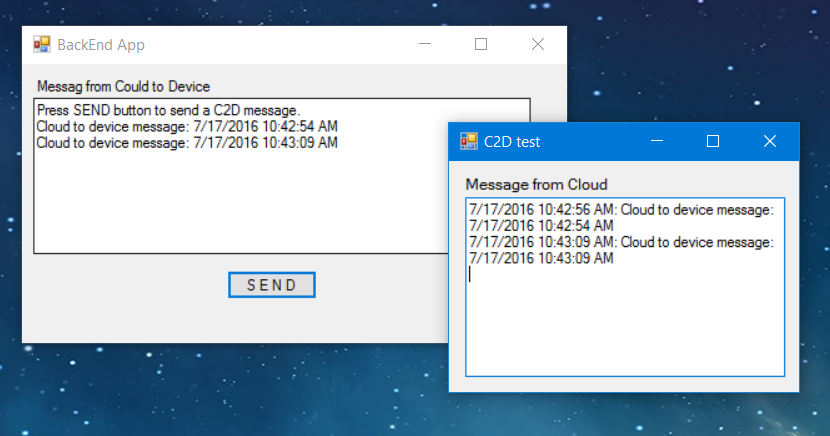 BackEnd App
Messag from Could to Device
Press SEND button to send a C2D message.
Cloud to device message: 7/17/2016 10:42:54 AM
Cloud to device message: 7/17/2016 10:43:09 AM
SEND
C2D test
Message from Cloud
7/17/2016 10:42:56 AM: Cloud to device message:
7/17/2016 10:42:54 AM
7/17/2016 10:43:09 AM: Cloud to device message:
7/17/2016 10:43:09 AM